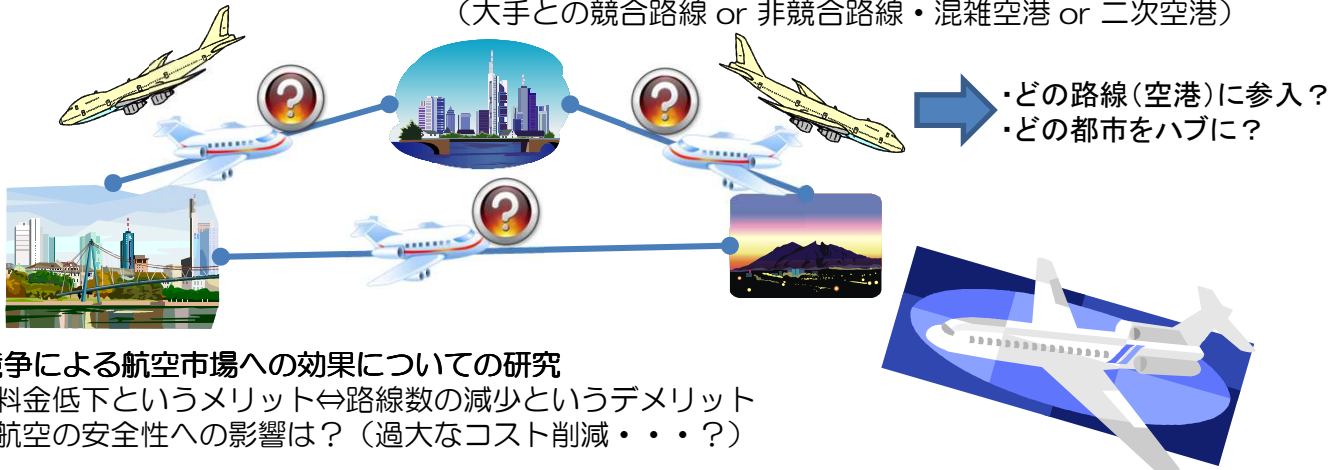 （大手との競合路線 or 非競合路線・混雑空港 or 二次空港）
・どの路線（空港）に参入？
・どの都市をハブに？
競争による航空市場への効果についての研究
料金低下というメリット⇔路線数の減少というデメリット
航空の安全性への影響は？（過大なコスト削減・・・？）